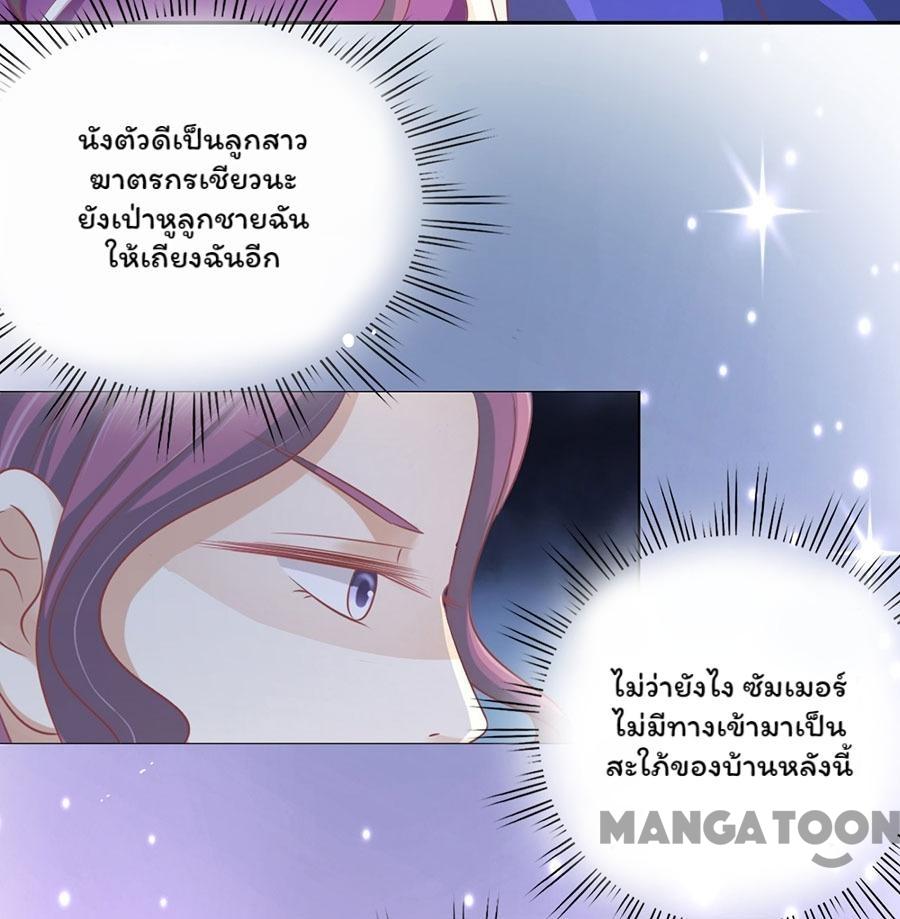 นังตัวดีเป็นลูกสาว
ฆาตรกรเชียวนะ
ยังเป่าหูลูกชายฉัน
ให้เถียงฉันอีก
ไม่ว่ายังไง ซัมเมอร์
ไม่มีทางเข้ามาเป็น
สะใภ้ของบ้านหลังนี้
MANGATOON